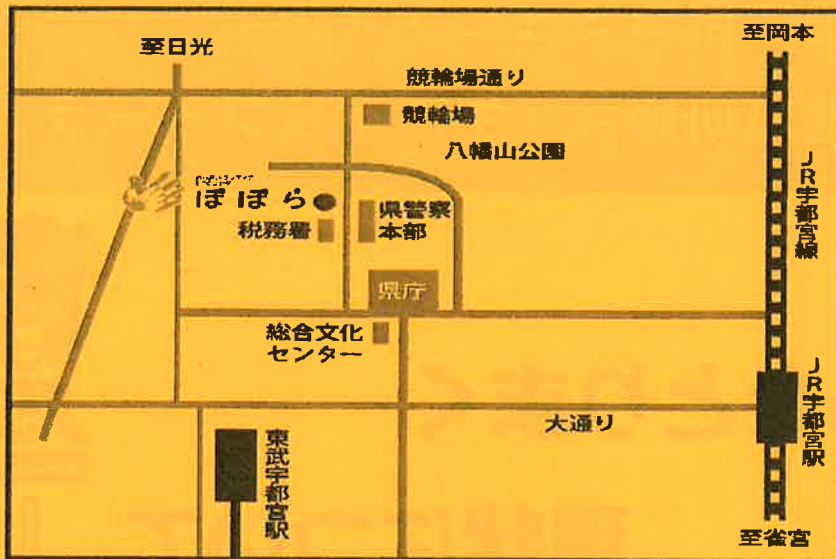 至日光
至岡本
競輪場通り
競輪場
八幡山公園
ぽぽら
税務署
県警察
本部
県庁
総合文化
センター
大通り
東武宇都宮駅
JR宇都宮線
JR宇都宮駅
至雀宮